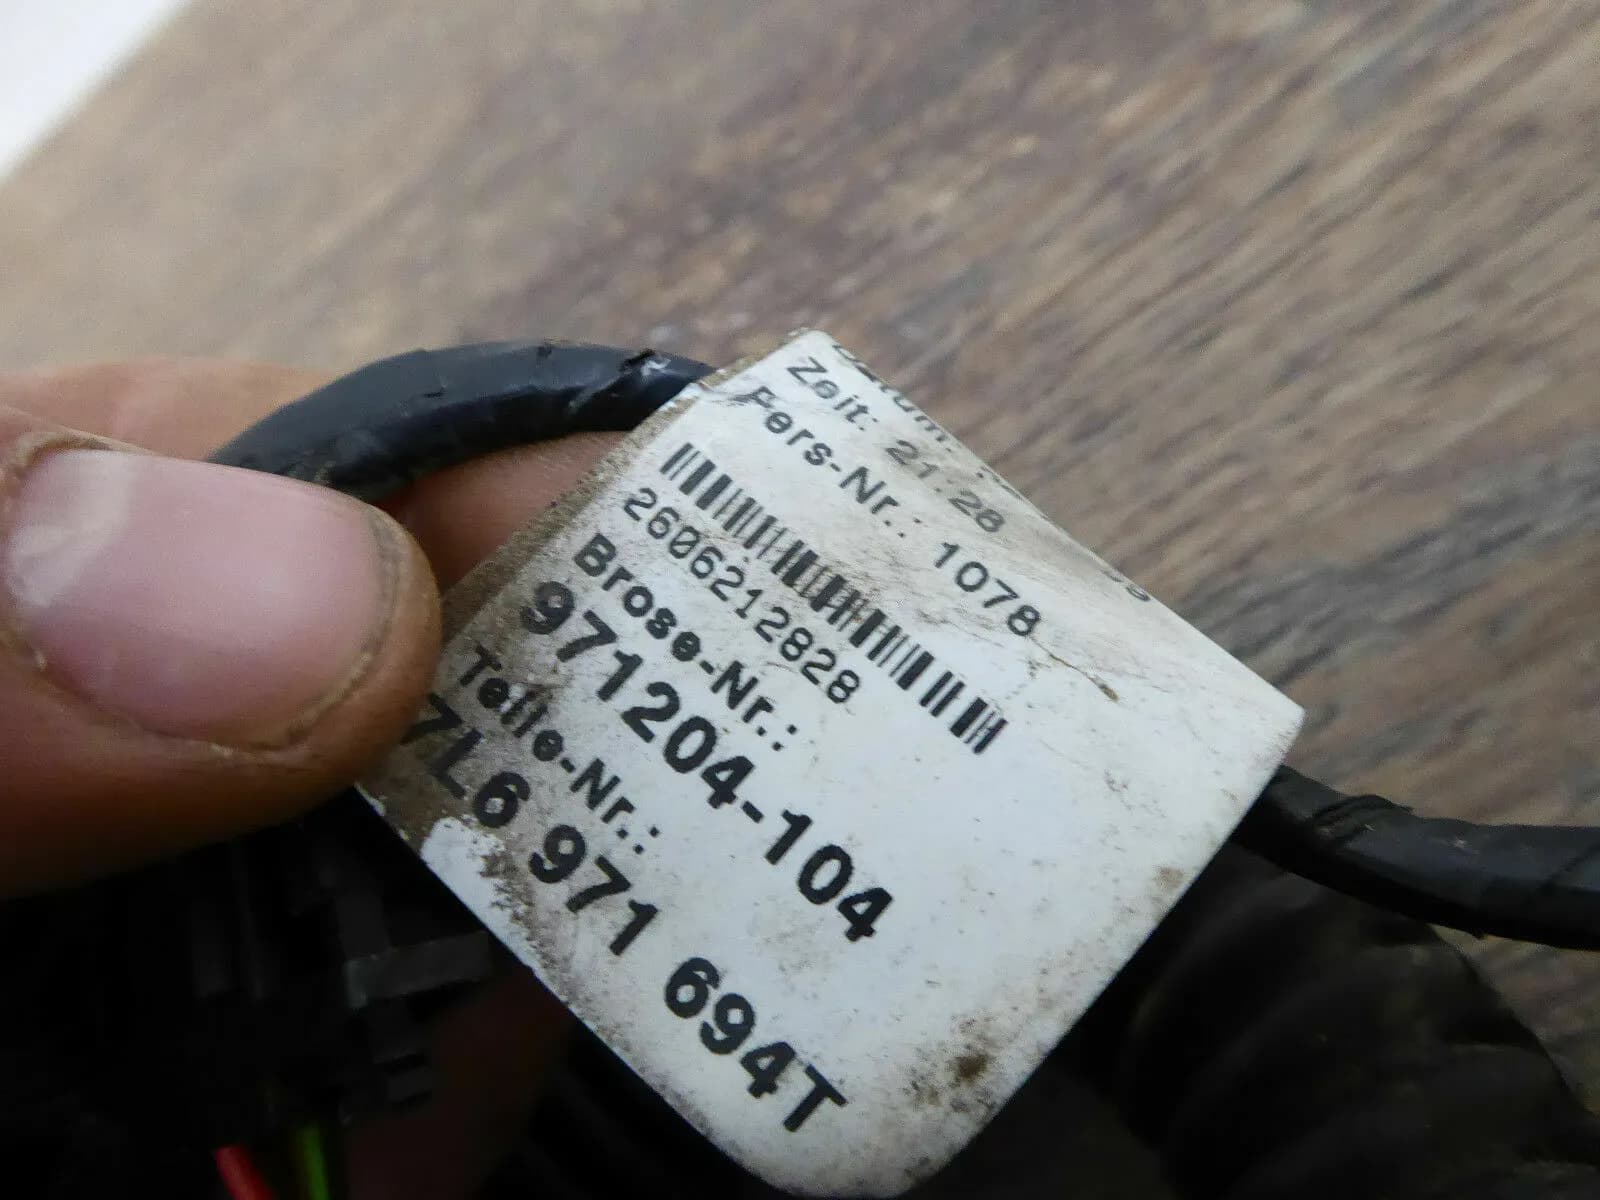 Zeit: 21:28
Pers-Nr.: 1078
2606212828
Brose-Nr.:
971204-104
Teile-Nr.:
7L6 971 694T